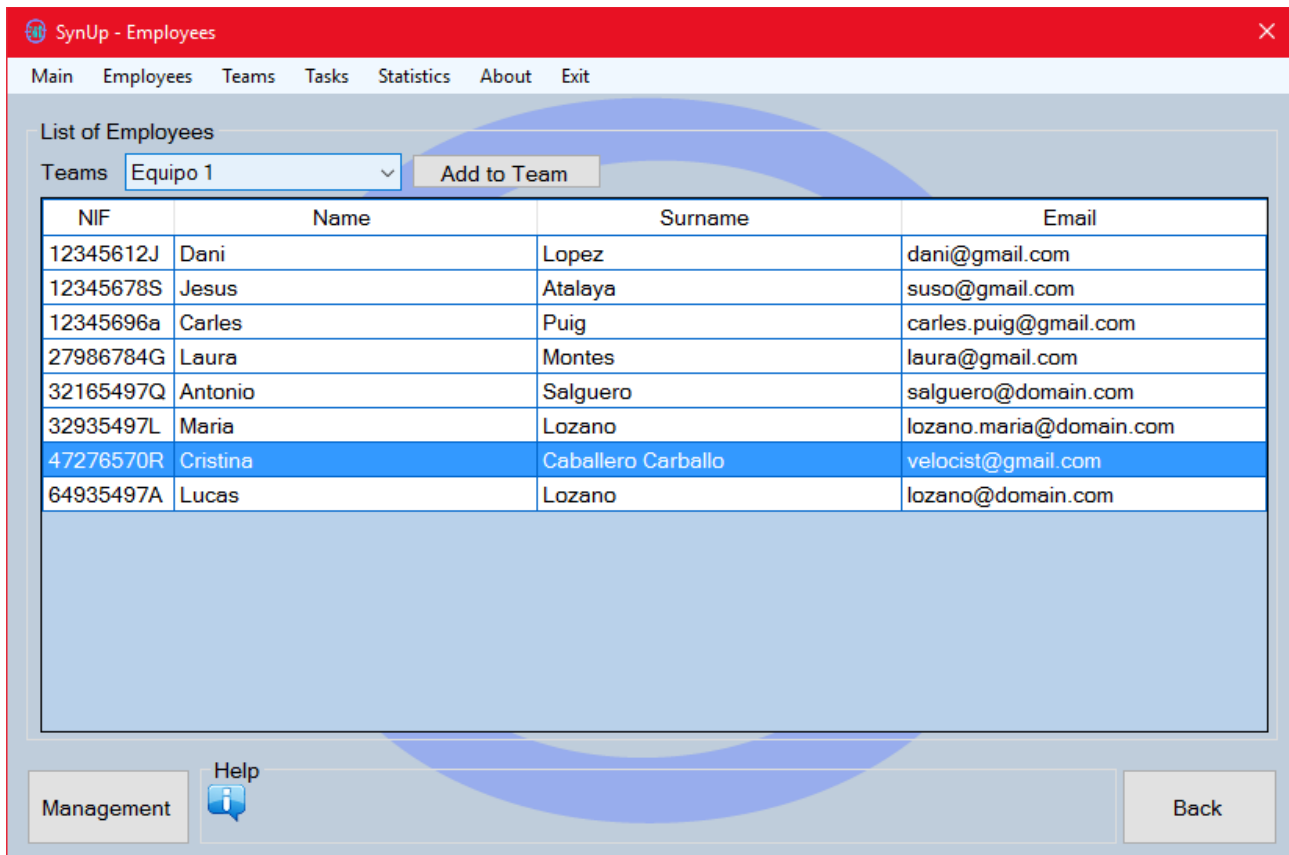 SynUp - Employees
Main Employees Teams Tasks Statistics About Exit
List of Employees
Teams Equipo 1 Add to Team
NIF Name Surname Email
12345612J Dani Lopez dani@gmail.com
12345678S Jesus Atalaya suso@gmail.com
12345696a Carles Puig carles.puig@gmail.com
27986784G Laura Montes laura@gmail.com
32165497Q Antonio Salguero salguero@domain.com
32935497L Maria Lozano lozano.maria@domain.com
47276570R Cristina Caballero Carballo velocist@gmail.com
64935497A Lucas Lozano lozano@domain.com
Help
Management Back